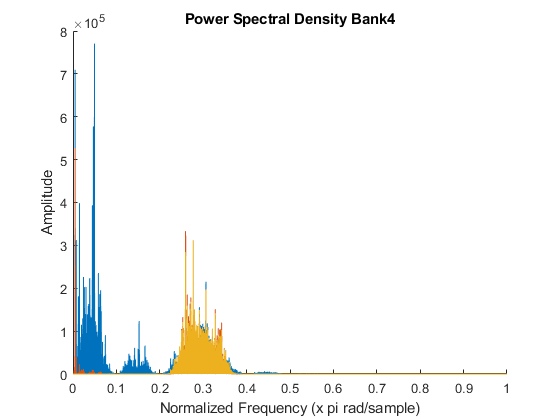 Power Spectral Density Bank4
×10^5
8
7
6
5
4
3
2
1
0
Amplitude
0 0.1 0.2 0.3 0.4 0.5 0.6 0.7 0.8 0.9 1
Normalized Frequency (x pi rad/sample)